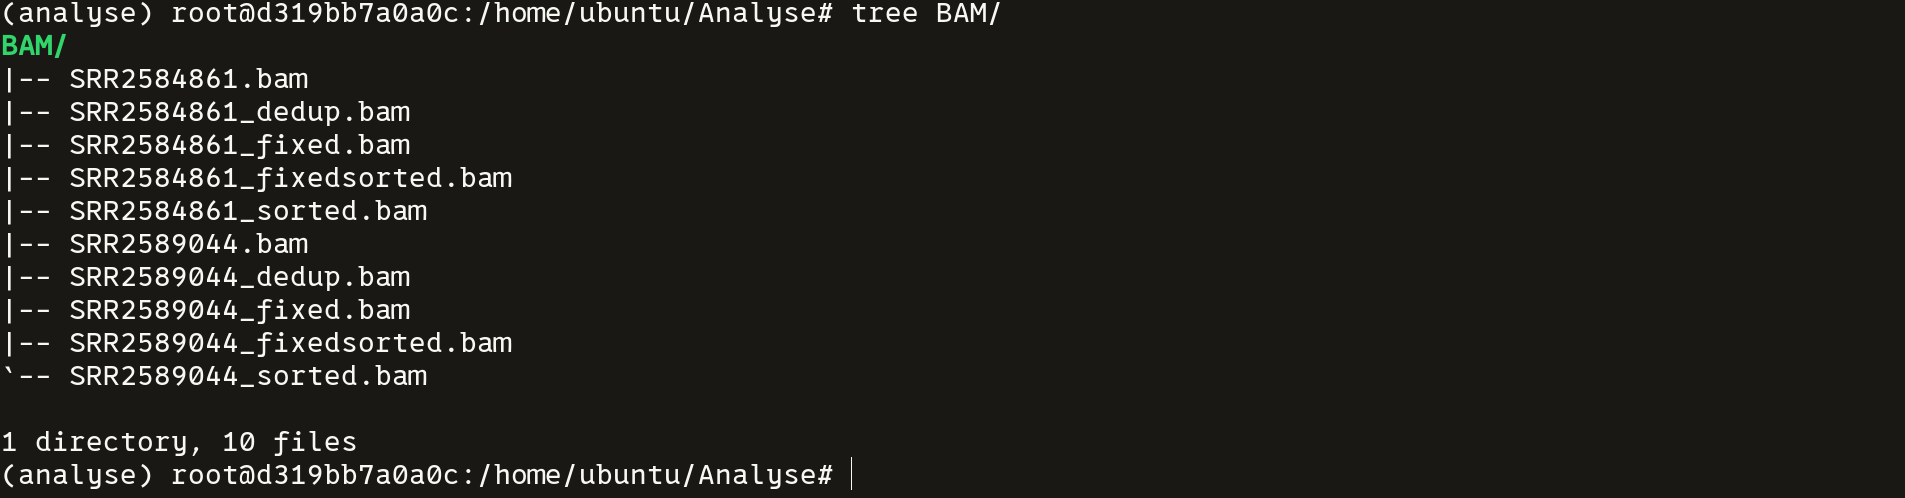 (analyse) root@d319bb7a0a0c:/home/ubuntu/Analyse# tree BAM/
BAM/
|-- SRR2584861.bam
|-- SRR2584861_dedup.bam
|-- SRR2584861_fixed.bam
|-- SRR2584861_fixedsorted.bam
|-- SRR2584861_sorted.bam
|-- SRR2589044.bam
|-- SRR2589044_dedup.bam
|-- SRR2589044_fixed.bam
|-- SRR2589044_fixedsorted.bam
`-- SRR2589044_sorted.bam

1 directory, 10 files
(analyse) root@d319bb7a0a0c:/home/ubuntu/Analyse#